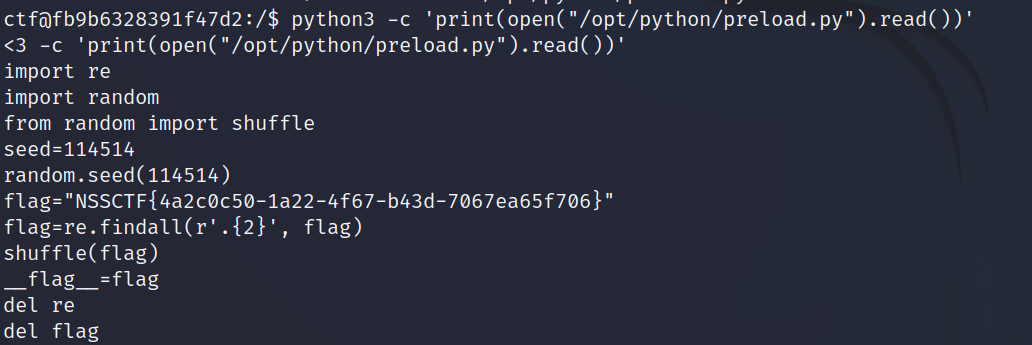 ctf@fb9b6328391f47d2:/$ python3 -c 'print(open("/opt/python/preload.py").read())'
<3 -c 'print(open("/opt/python/preload.py").read())'
import re
import random
from random import shuffle
seed=114514
random.seed(114514)
flag="NSSCTF{4a2c0c50-1a22-4f67-b43d-7067ea65f706}"
flag=re.findall(r'.{2}', flag)
shuffle(flag)
__flag__=flag
del re
del flag